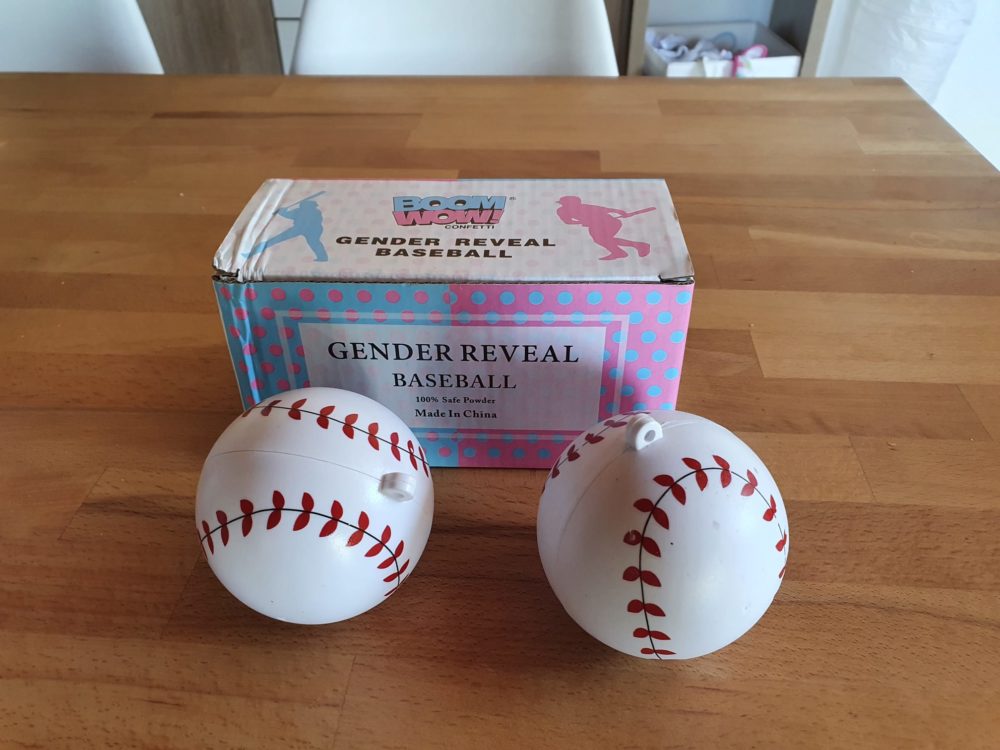 BOOM
WOW!®
CONFETTI
GENDER REVEAL
BASEBALL
GENDER REVEAL
BASEBALL
100% Safe Powder
Made In China